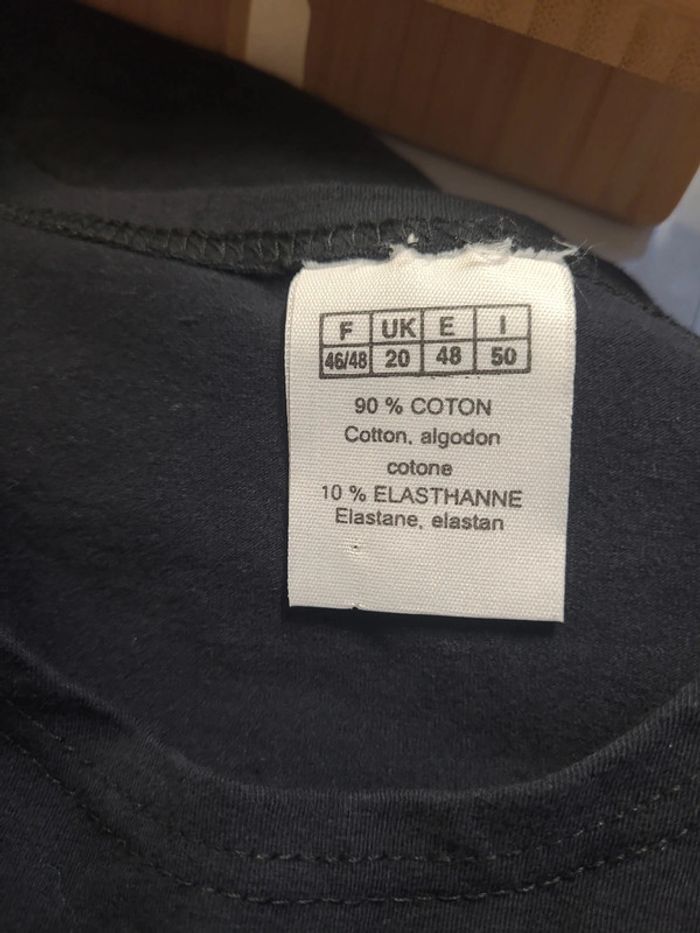 F UK E I
46/48 20 48 50
90 % COTON
Cotton, algodon
cotone
10 % ELASTHANNE
Elastane, elastan